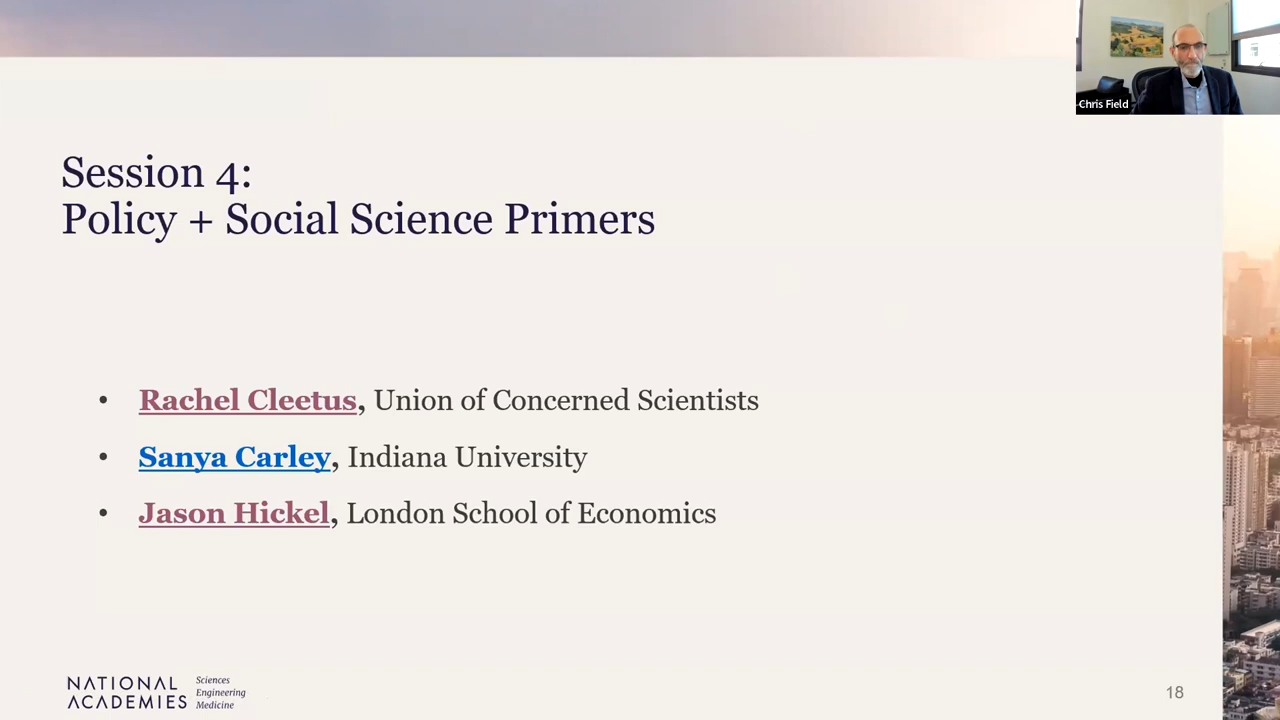 Chris Field
Session 4:
Policy + Social Science Primers
• Rachel Cleetus, Union of Concerned Scientists
• Sanya Carley, Indiana University
• Jason Hickel, London School of Economics
NATIONAL ACADEMIES
Sciences
Engineering
Medicine
18